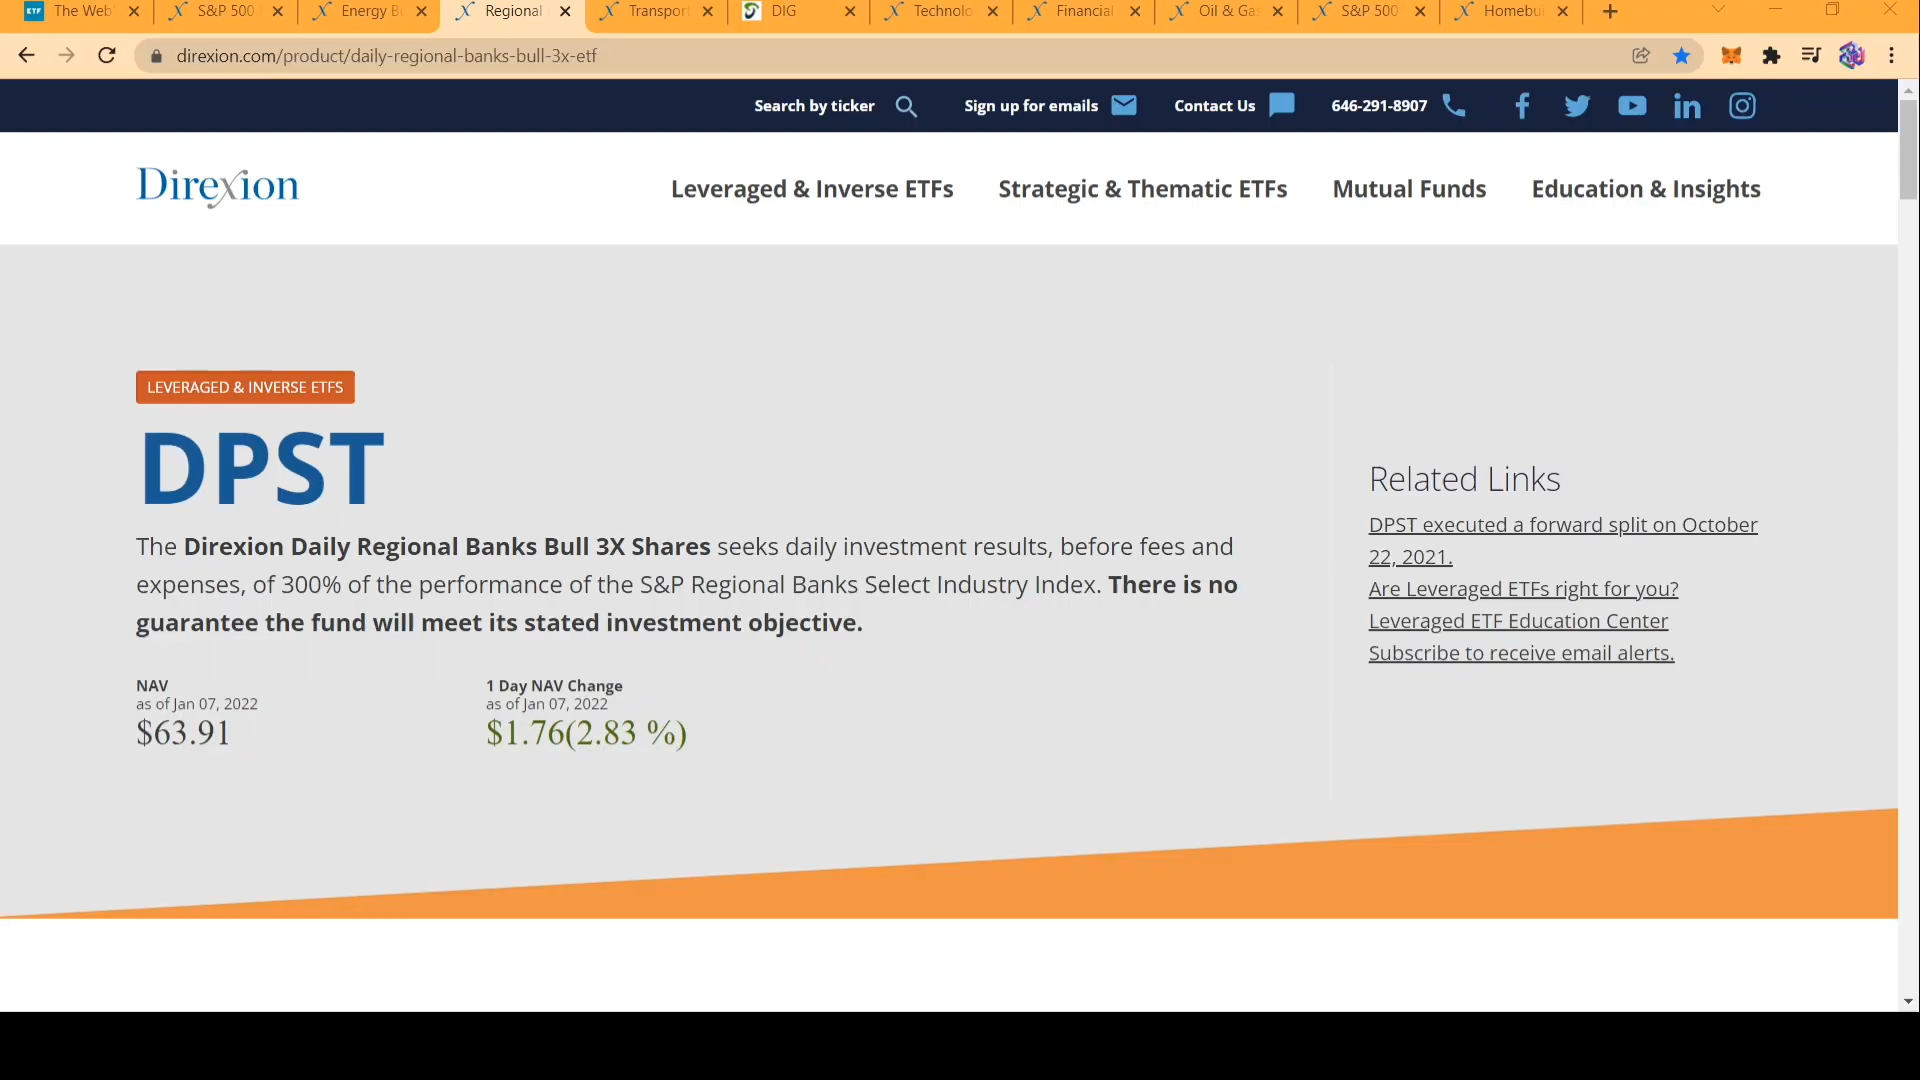 ETF The Web S&P 500 Energy Bu Regional Transport DIG Technolo Financial Oil & Gas S&P 500 Homebui
direxion.com/product/daily-regional-banks-bull-3x-etf
Search by ticker Sign up for emails Contact Us 646-291-8907
Direxion Leveraged & Inverse ETFs Strategic & Thematic ETFs Mutual Funds Education & Insights
LEVERAGED & INVERSE ETFS
DPST
The Direxion Daily Regional Banks Bull 3X Shares seeks daily investment results, before fees and
expenses, of 300% of the performance of the S&P Regional Banks Select Industry Index. There is no
guarantee the fund will meet its stated investment objective.
NAV
as of Jan 07, 2022
$63.91
1 Day NAV Change
as of Jan 07, 2022
$1.76(2.83 %)
Related Links
DPST executed a forward split on October
22, 2021.
Are Leveraged ETFs right for you?
Leveraged ETF Education Center
Subscribe to receive email alerts.